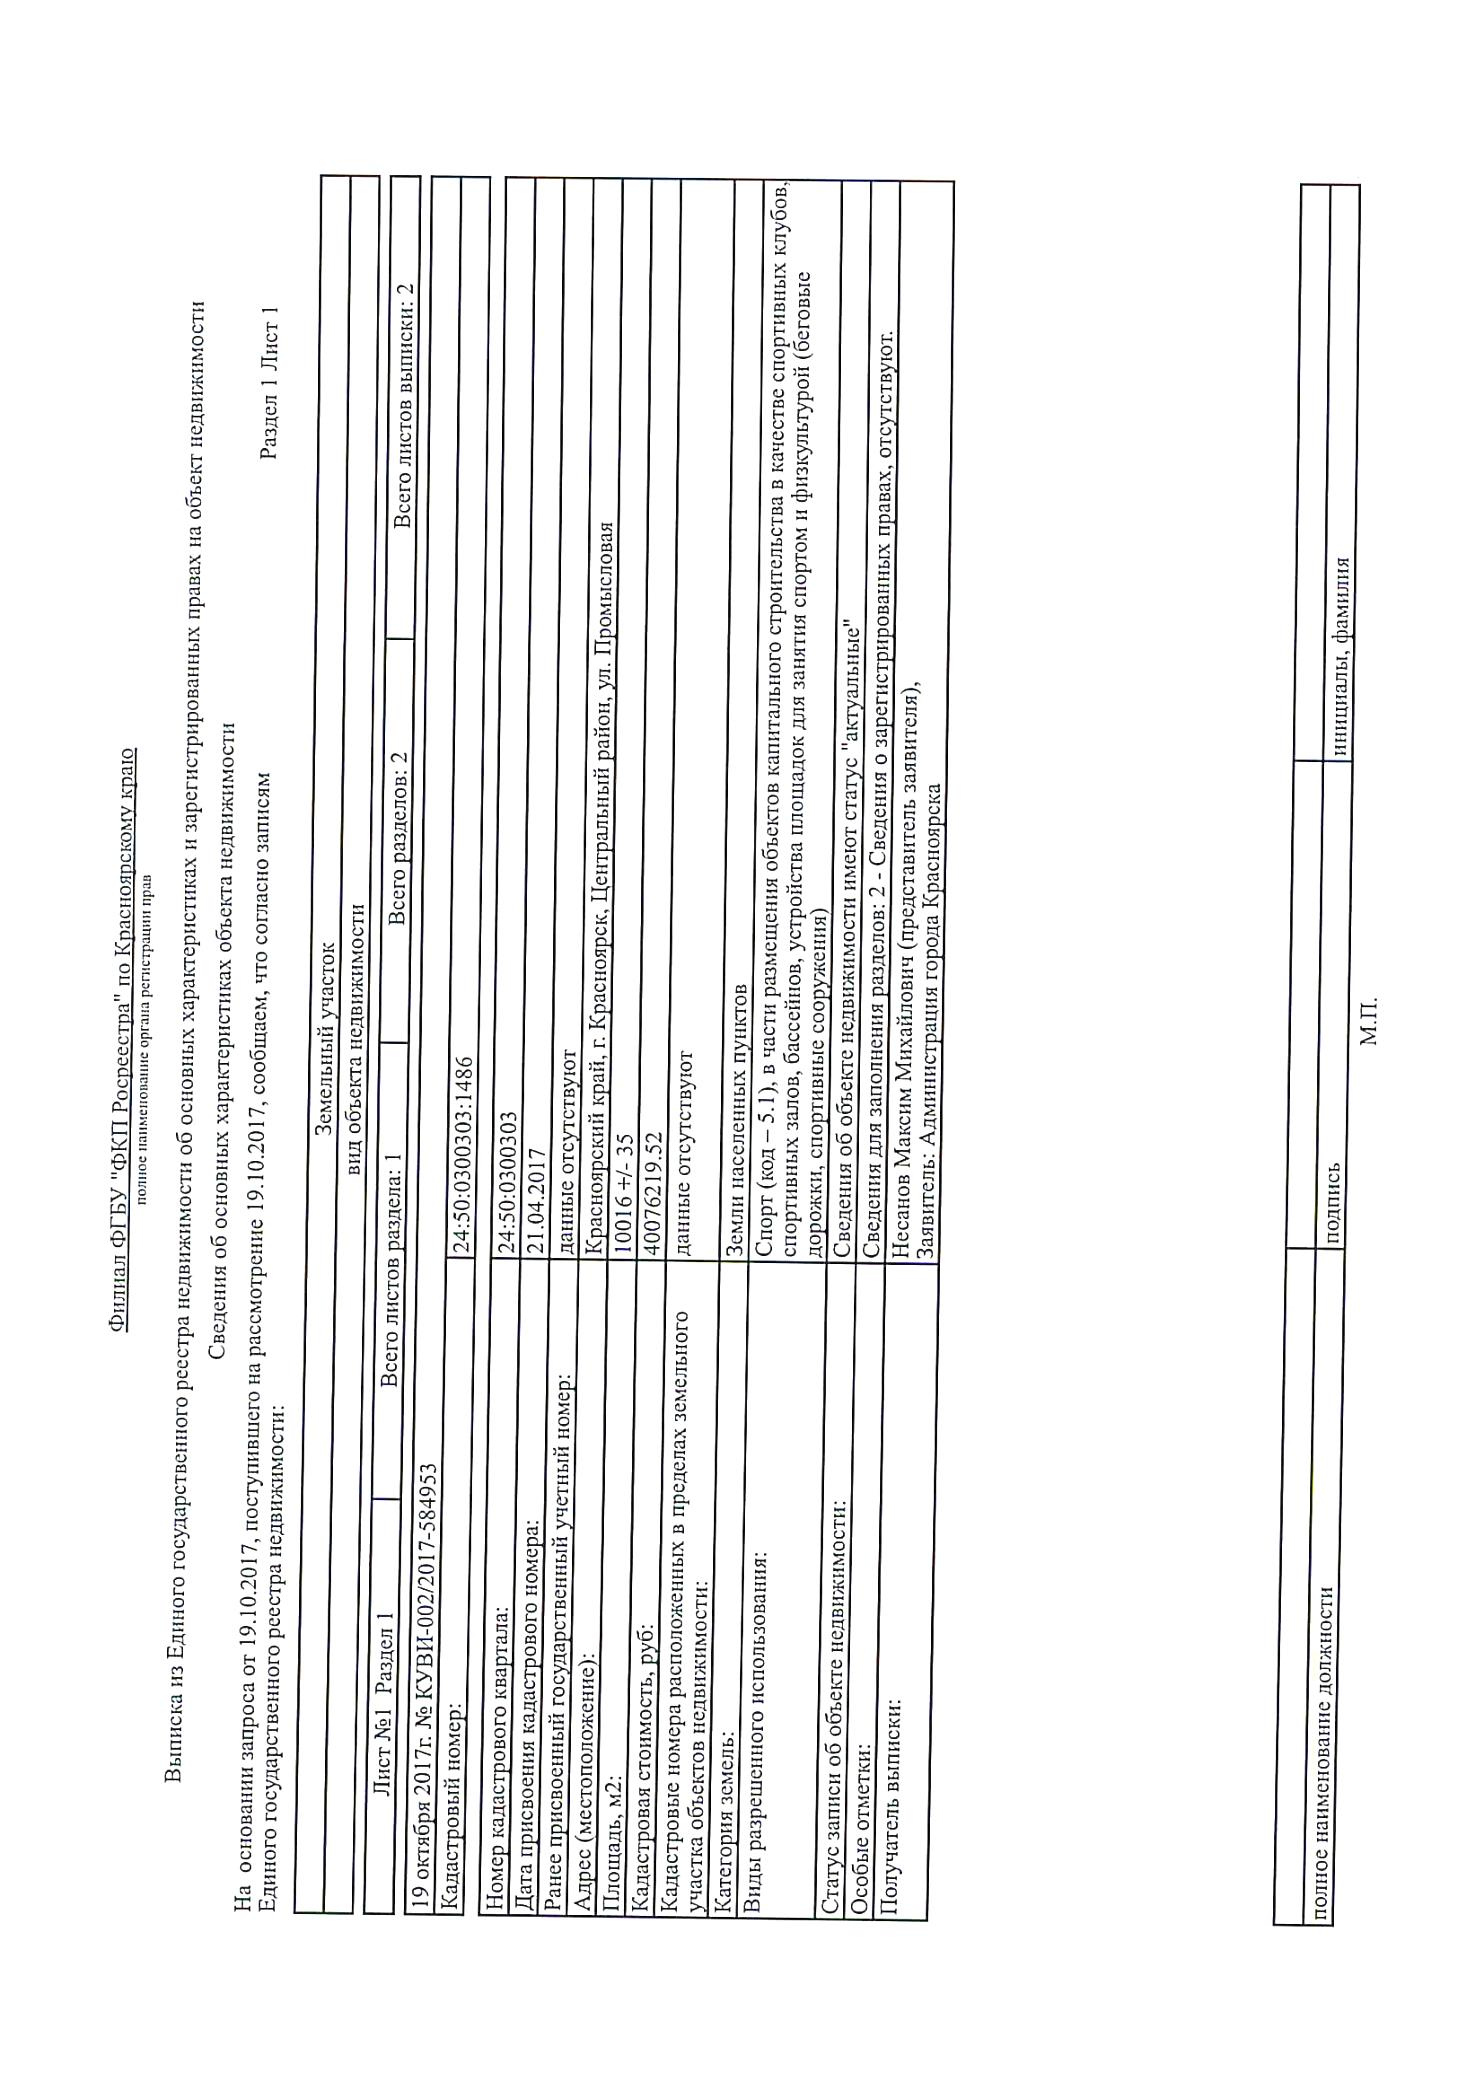 Филиал ФГБУ "ФКП Росреестра" по Красноярскому краю
полное наименование органа регистрации прав
Выписка из Единого государственного реестра недвижимости об основных характеристиках и зарегистрированных правах на объект недвижимости
Сведения об основных характеристиках объекта недвижимости
Раздел 1 Лист 1
На основании запроса от 19.10.2017, поступившего на рассмотрение 19.10.2017, сообщаем, что согласно записям
Единого государственного реестра недвижимости:
Земельный участок
вид объекта недвижимости
Лист №1 Раздел 1 Всего листов раздела: 1 Всего разделов: 2 Всего листов выписки: 2
19 октября 2017г. № КУВИ-002/2017-584953
Кадастровый номер: 24:50:0300303:1486
Номер кадастрового квартала: 24:50:0300303
Дата присвоения кадастрового номера: 21.04.2017
Ранее присвоенный государственный учетный номер: данные отсутствуют
Адрес (местоположение): Красноярский край, г. Красноярск, Центральный район, ул. Промысловая
Площадь, м2: 10016 +/- 35
Кадастровая стоимость, руб: 40076219.52
Кадастровые номера расположенных в пределах земельного
участка объектов недвижимости: данные отсутствуют
Категория земель: Земли населенных пунктов
Виды разрешенного использования: Спорт (код – 5.1), в части размещения объектов капитального строительства в качестве спортивных клубов,
спортивных залов, бассейнов, устройства площадок для занятия спортом и физкультурой (беговые
дорожки, спортивные сооружения)
Статус записи об объекте недвижимости: Сведения об объекте недвижимости имеют статус "актуальные"
Особые отметки: Сведения для заполнения разделов: 2 - Сведения о зарегистрированных правах, отсутствуют.
Получатель выписки: Несанов Максим Михайлович (представитель заявителя),
Заявитель: Администрация города Красноярска
полное наименование должности подпись инициалы, фамилия
М.П.